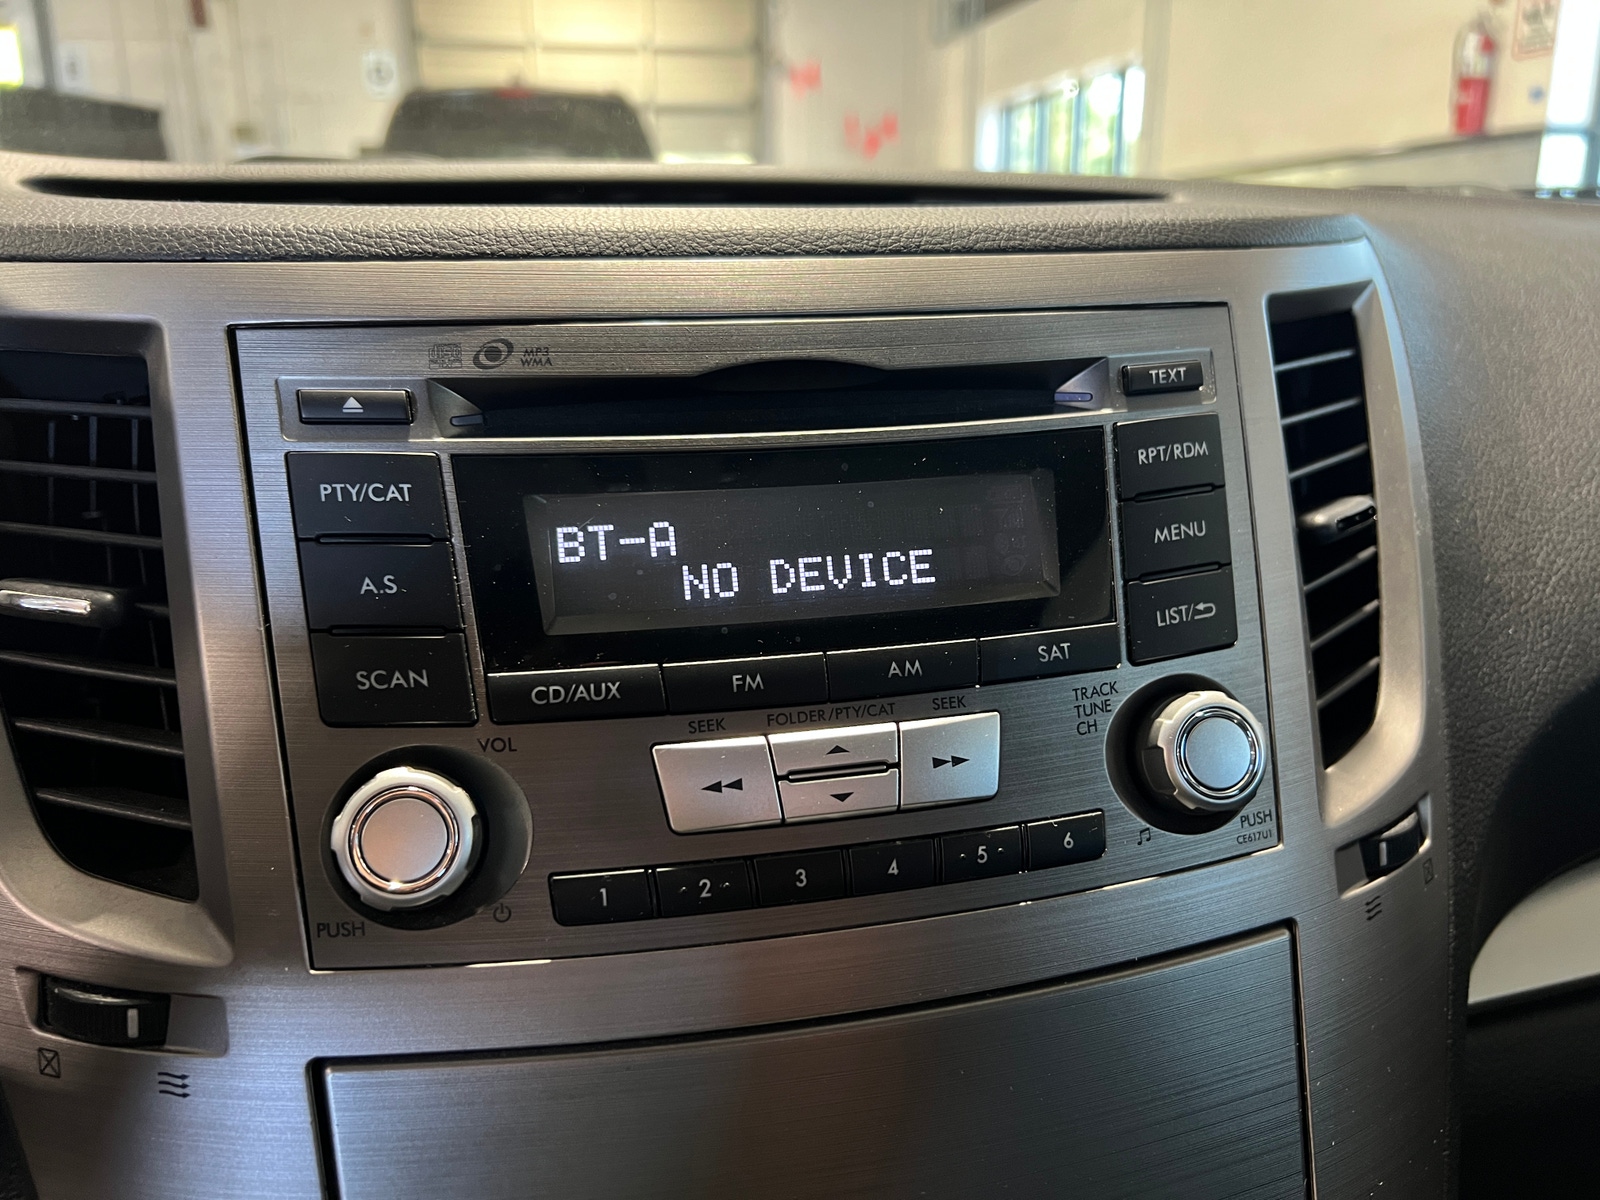 MP3
WMA
TEXT
PTY/CAT
RPT/RDM
BT-A
NO DEVICE
MENU
A.S
LIST/
SCAN
CD/AUX
FM
AM
SAT
VOL
SEEK
FOLDER/PTY/CAT
SEEK
TRACK
TUNE
CH
1
2
3
4
5
6
PUSH
PUSH
CE617U1